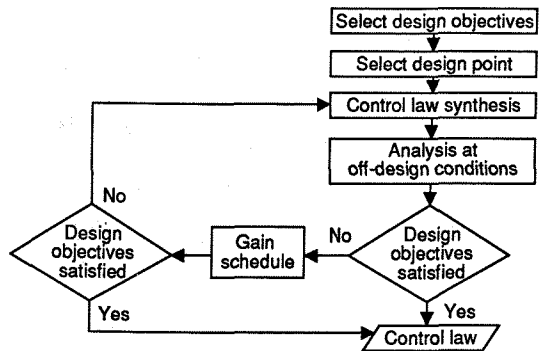 Select design objectives
Select design point
Control law synthesis
Analysis at
off-design conditions
No
Design
objectives
satisfied
Gain
schedule
No
Design
objectives
satisfied
Yes
Yes
Control law